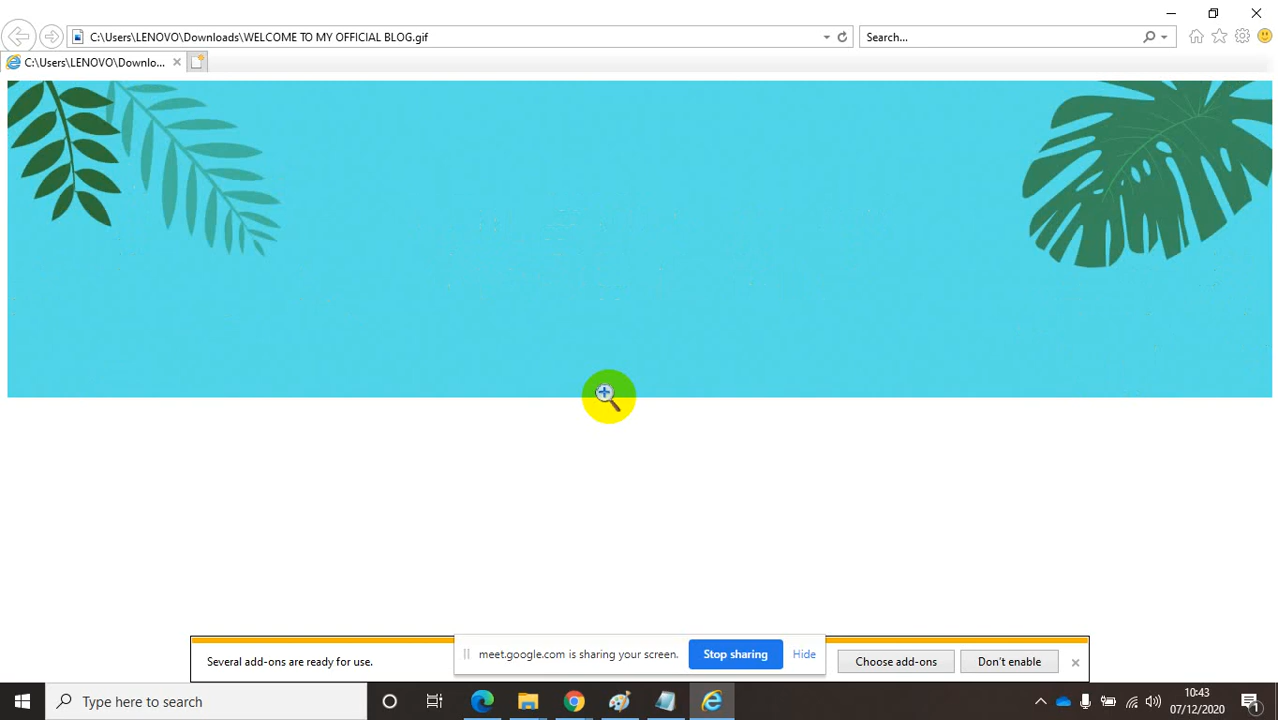 C:\Users\LENOVO\Downloads\WELCOME TO MY OFFICIAL BLOG.gif
Search...
C:\Users\LENOVO\Downlo...
Several add-ons are ready for use.
meet.google.com is sharing your screen.
Stop sharing
Hide
Choose add-ons
Don't enable
Type here to search
10:43
07/12/2020
1